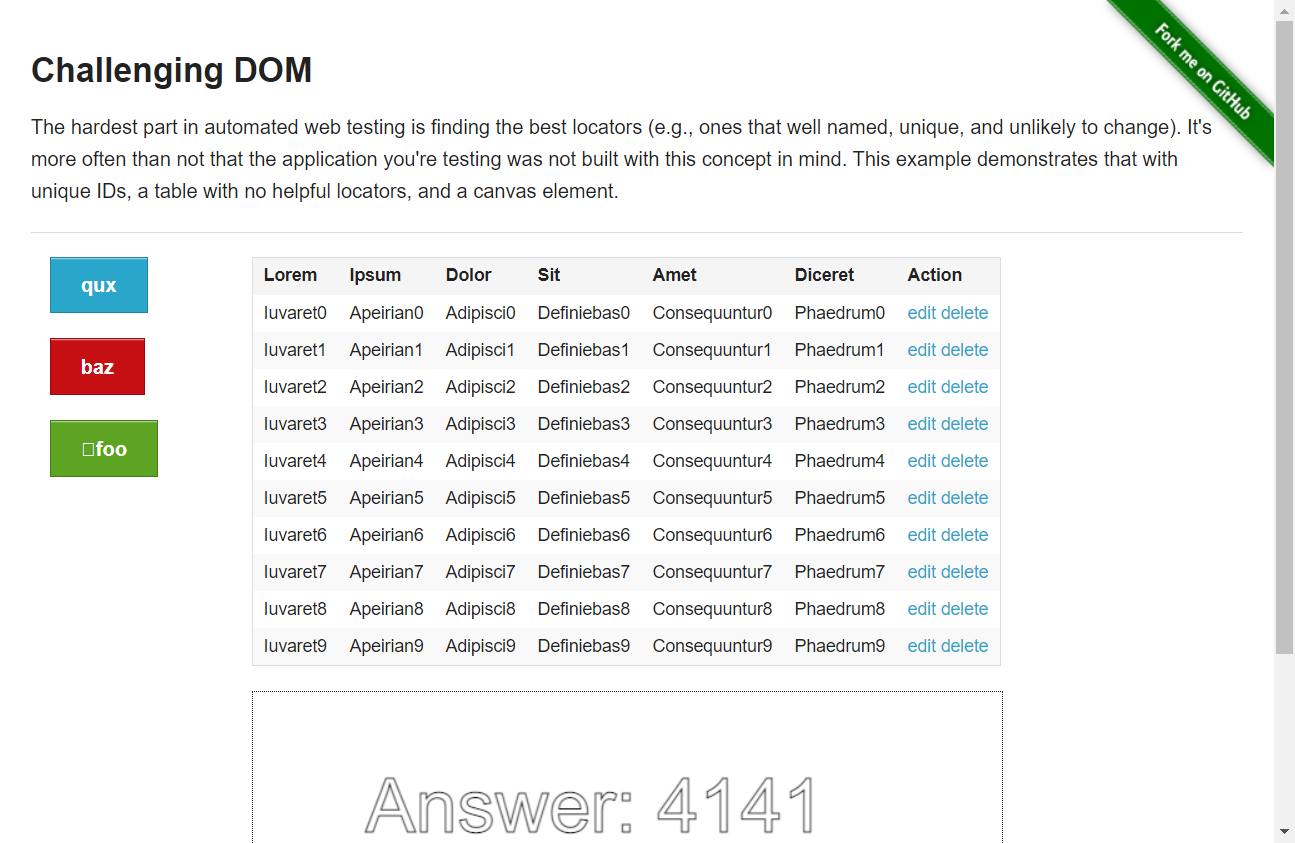 Fork me on GitHub
Challenging DOM
The hardest part in automated web testing is finding the best locators (e.g., ones that well named, unique, and unlikely to change). It's
more often than not that the application you're testing was not built with this concept in mind. This example demonstrates that with
unique IDs, a table with no helpful locators, and a canvas element.
qux
baz
foo
Lorem Ipsum Dolor Sit Amet Diceret Action
Iuvaret0 Apeirian0 Adipisci0 Definiebas0 Consequuntur0 Phaedrum0 edit delete
Iuvaret1 Apeirian1 Adipisci1 Definiebas1 Consequuntur1 Phaedrum1 edit delete
Iuvaret2 Apeirian2 Adipisci2 Definiebas2 Consequuntur2 Phaedrum2 edit delete
Iuvaret3 Apeirian3 Adipisci3 Definiebas3 Consequuntur3 Phaedrum3 edit delete
Iuvaret4 Apeirian4 Adipisci4 Definiebas4 Consequuntur4 Phaedrum4 edit delete
Iuvaret5 Apeirian5 Adipisci5 Definiebas5 Consequuntur5 Phaedrum5 edit delete
Iuvaret6 Apeirian6 Adipisci6 Definiebas6 Consequuntur6 Phaedrum6 edit delete
Iuvaret7 Apeirian7 Adipisci7 Definiebas7 Consequuntur7 Phaedrum7 edit delete
Iuvaret8 Apeirian8 Adipisci8 Definiebas8 Consequuntur8 Phaedrum8 edit delete
Iuvaret9 Apeirian9 Adipisci9 Definiebas9 Consequuntur9 Phaedrum9 edit delete
Answer: 4141